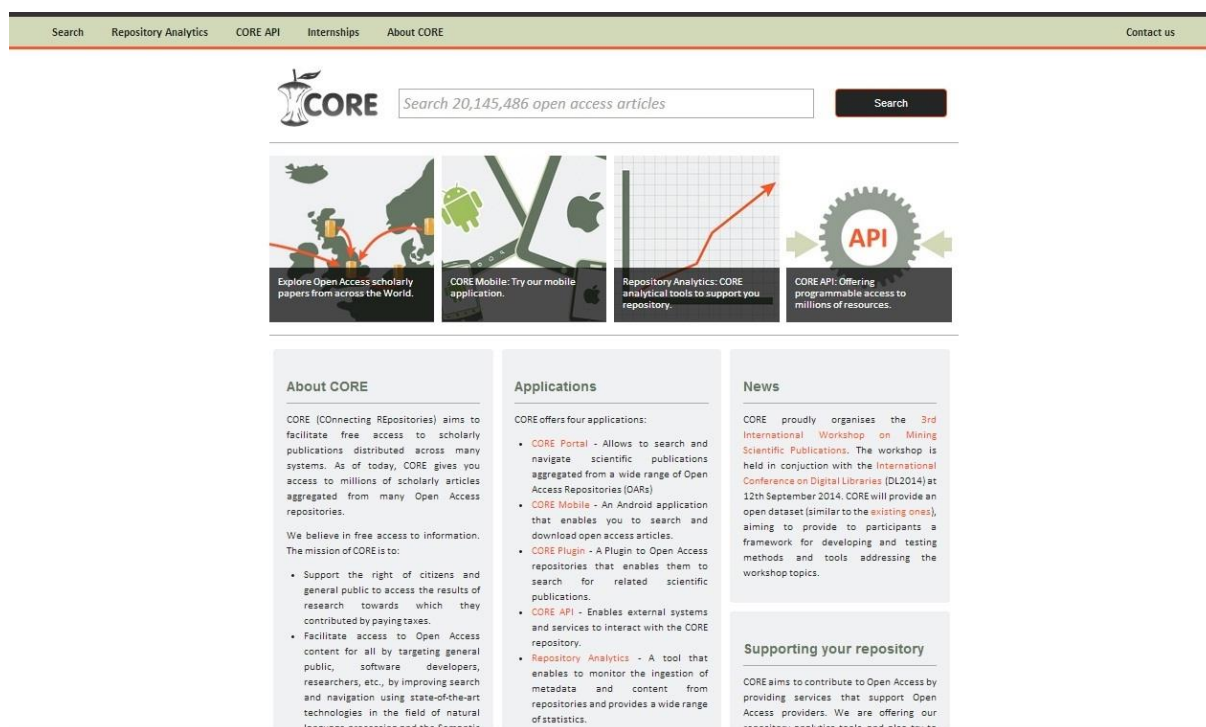 Search Repository Analytics CORE API Internships About CORE Contact us
CORE
Search 20,145,486 open access articles
Search
Explore Open Access scholarly
papers from across the World.
CORE Mobile: Try our mobile
application.
Repository Analytics: CORE
analytical tools to support you
repository.
API
CORE API: Offering
programmable access to
millions of resources.
About CORE
CORE (COnnecting REpositories) aims to
facilitate free access to scholarly
publications distributed across many
systems. As of today, CORE gives you
access to millions of scholarly articles
aggregated from many Open Access
repositories.
We believe in free access to information.
The mission of CORE is to:
• Support the right of citizens and
general public to access the results of
research towards which they
contributed by paying taxes.
• Facilitate access to Open Access
content for all by targeting general
public, software developers,
researchers, etc., by improving search
and navigation using state-of-the-art
technologies in the field of natural
language processing and the Semantic
Applications
CORE offers four applications:
• CORE Portal - Allows to search and
navigate scientific publications
aggregated from a wide range of Open
Access Repositories (OARs)
• CORE Mobile - An Android application
that enables you to search and
download open access articles.
• CORE Plugin - A Plugin to Open Access
repositories that enables them to
search for related scientific
publications.
• CORE API - Enables external systems
and services to interact with the CORE
repository.
• Repository Analytics - A tool that
enables to monitor the ingestion of
metadata and content from
repositories and provides a wide range
of statistics.
News
CORE proudly organises the 3rd
International Workshop on Mining
Scientific Publications. The workshop is
held in conjuction with the International
Conference on Digital Libraries (DL2014) at
12th September 2014. CORE will provide an
open dataset (similar to the existing ones),
aiming to provide to participants a
framework for developing and testing
methods and tools addressing the
workshop topics.
Supporting your repository
CORE aims to contribute to Open Access by
providing services that support Open
Access providers. We are offering our
repository analytics tools and also try to